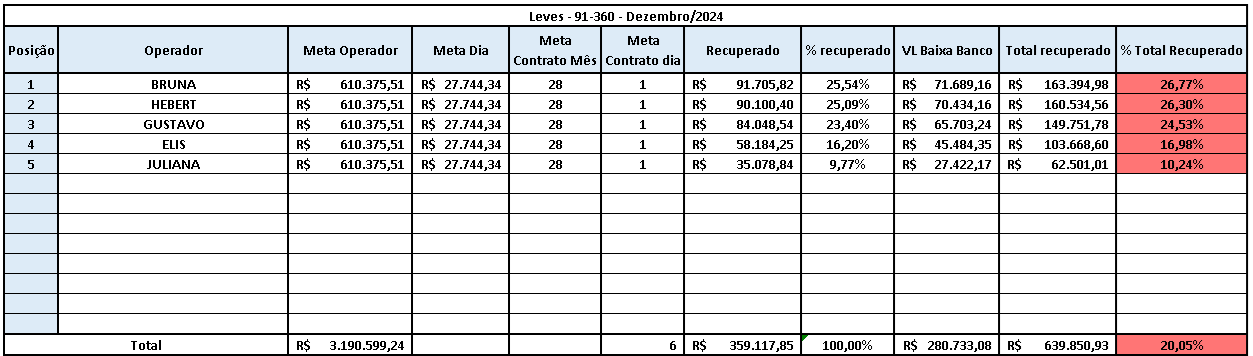 Leves - 91-360 - Dezembro/2024
Posição Operador Meta Operador Meta Dia Meta Contrato Mês Meta Contrato dia Recuperado % recuperado VL Baixa Banco Total recuperado % Total Recuperado
1 BRUNA R$ 610.375,51 R$ 27.744,34 28 1 R$ 91.705,82 25,54% R$ 71.689,16 R$ 163.394,98 26,77%
2 HEBERT R$ 610.375,51 R$ 27.744,34 28 1 R$ 90.100,40 25,09% R$ 70.434,16 R$ 160.534,56 26,30%
3 GUSTAVO R$ 610.375,51 R$ 27.744,34 28 1 R$ 84.048,54 23,40% R$ 65.703,24 R$ 149.751,78 24,53%
4 ELIS R$ 610.375,51 R$ 27.744,34 28 1 R$ 58.184,25 16,20% R$ 45.484,35 R$ 103.668,60 16,98%
5 JULIANA R$ 610.375,51 R$ 27.744,34 28 1 R$ 35.078,84 9,77% R$ 27.422,17 R$ 62.501,01 10,24%
Total R$ 3.190.599,24 6 R$ 359.117,85 100,00% R$ 280.733,08 R$ 639.850,93 20,05%